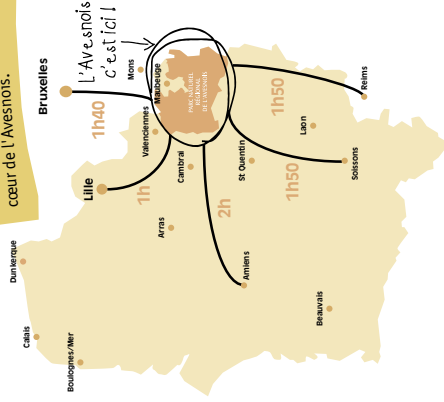 cœur de l'Avesnois.
L'Avesnois
c'est ici !
Bruxelles
1h40
Mons
Maubeuge
PARC NATUREL
RÉGIONAL
DE L'AVESNOIS
Valenciennes
Lille
1h
Cambrai
2h
St Quentin
1h50
Laon
1h50
Reims
Soissons
Dunkerque
Calais
Boulognes/Mer
Arras
Amiens
Beauvais